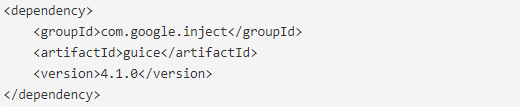 <dependency>
    <groupId>com.google.inject</groupId>
    <artifactId>guice</artifactId>
    <version>4.1.0</version>
</dependency>